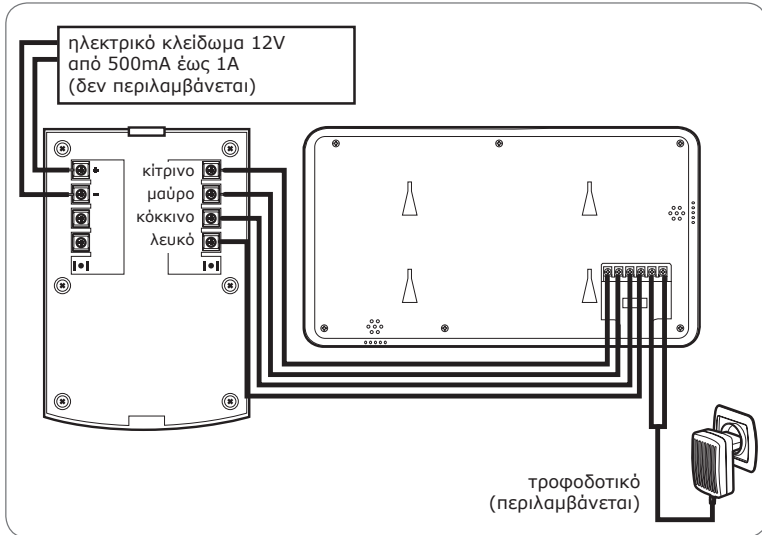 ηλεκτρικό κλείδωμα 12V
από 500mA έως 1A
(δεν περιλαμβάνεται)
κίτρινο
μαύρο
κόκκινο
λευκό
τροφοδοτικό
(περιλαμβάνεται)